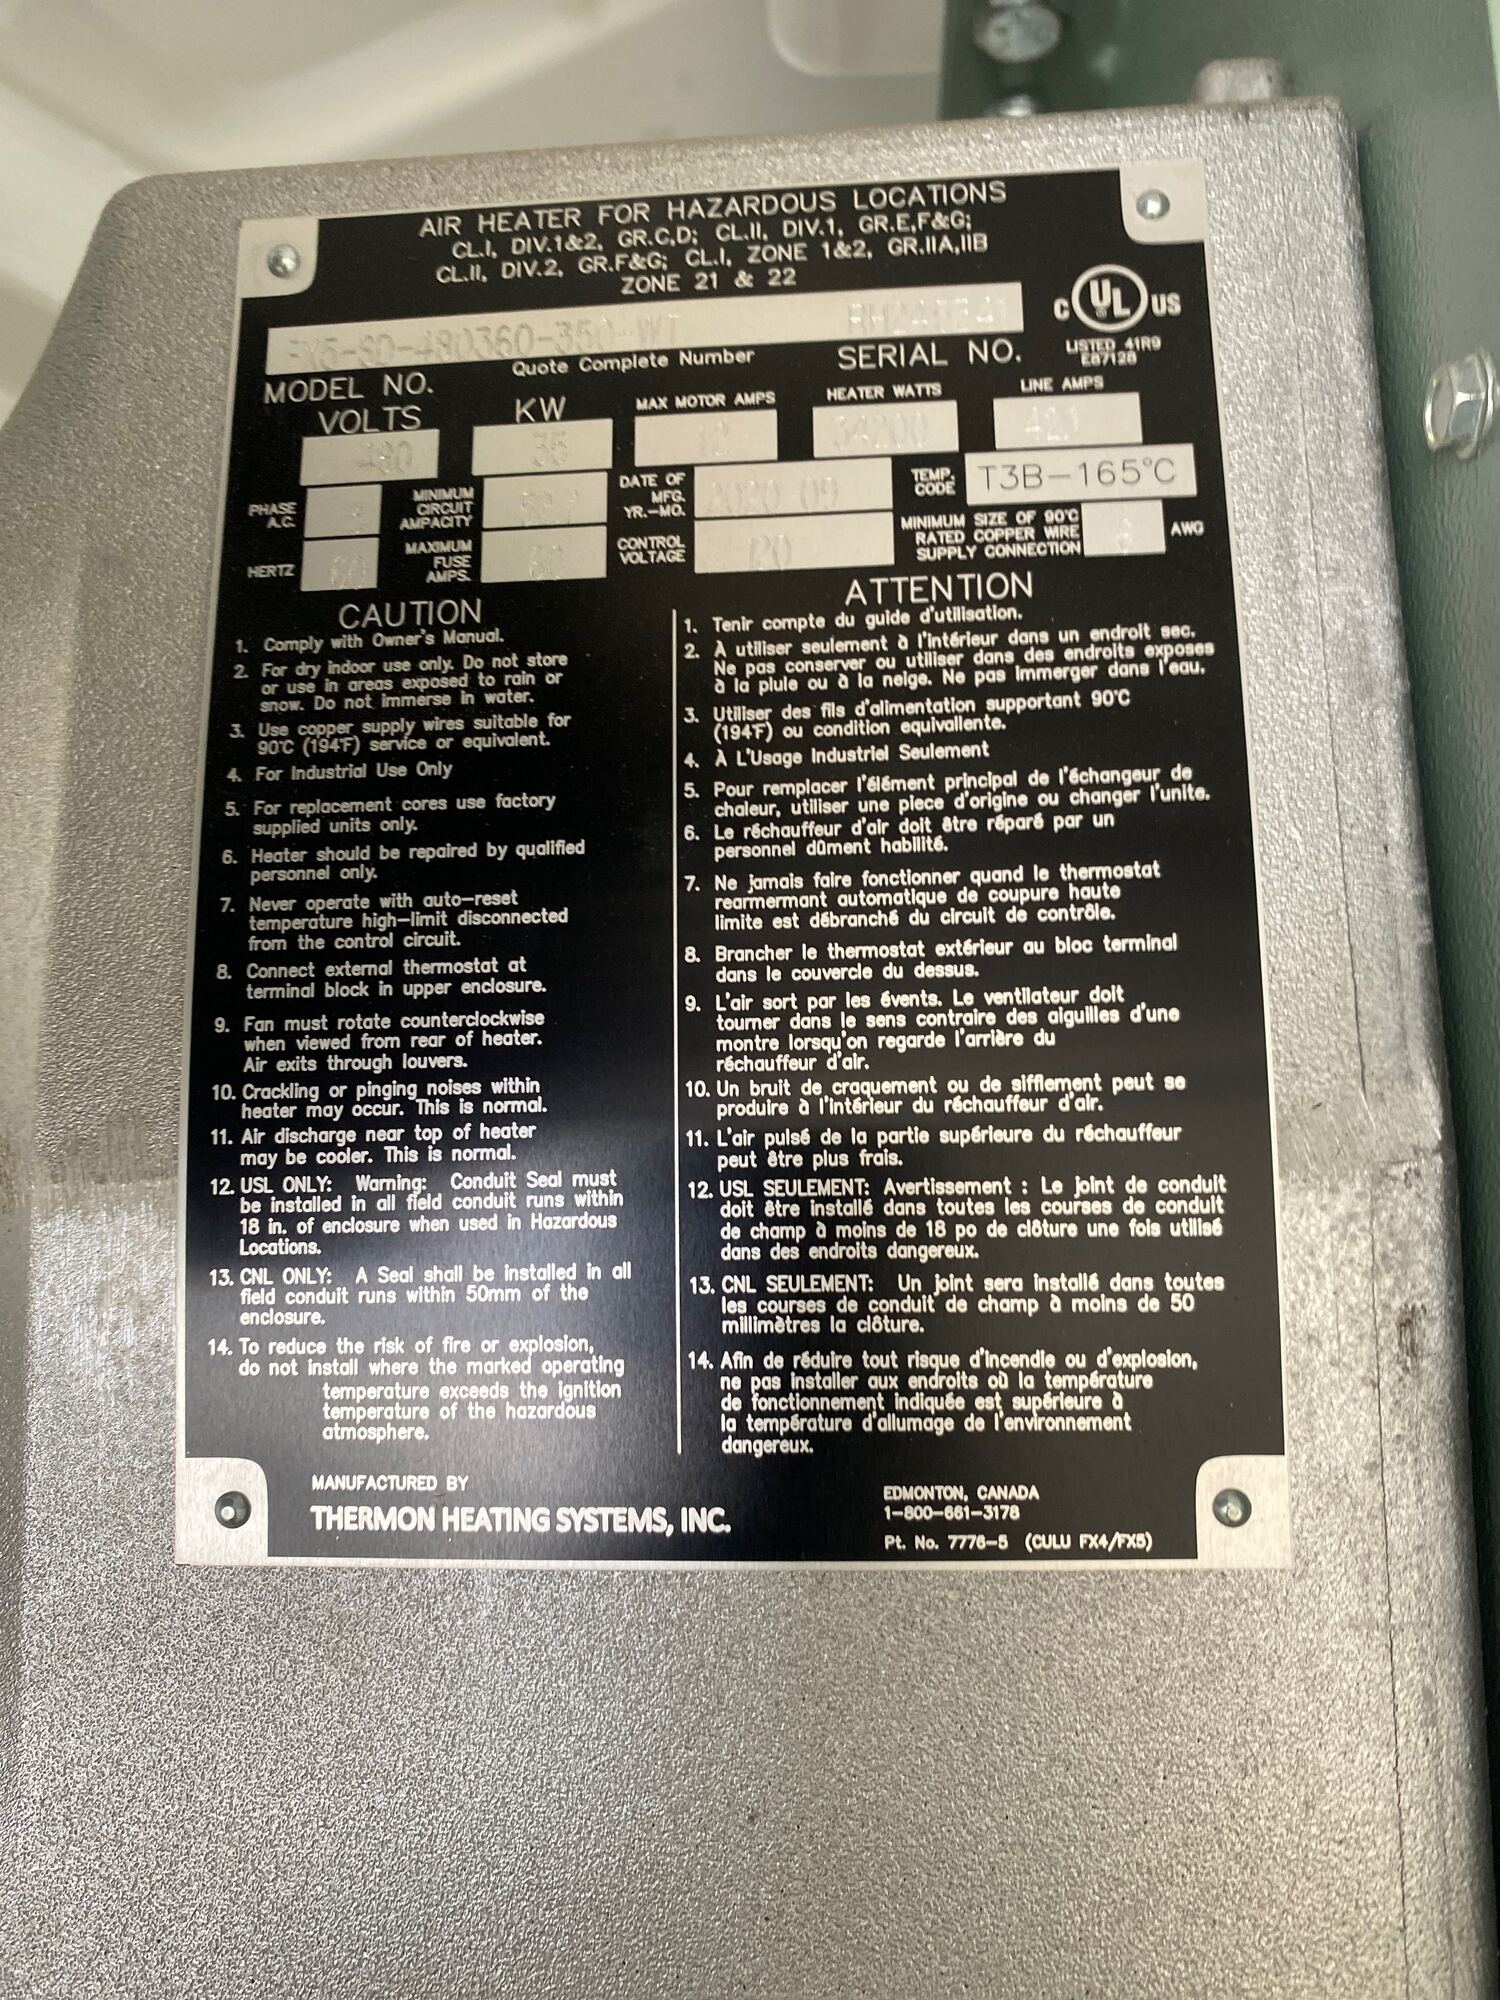 AIR HEATER FOR HAZARDOUS LOCATIONS
CL.I, DIV.1&2, GR.C,D; CL.II, DIV.1, GR.E,F&G;
CL.II, DIV.2, GR.F&G; CL.I, ZONE 1&2, GR.IIA,IIB
ZONE 21 & 22
-480360-350-WT
C UL US
LISTED 41R9
E87128
MODEL NO.
Quote Complete Number
SERIAL NO.
VOLTS
480
KW
35
MAX MOTOR AMPS
HEATER WATTS
34200
LINE AMPS
42.1
PHASE
A.C.
3
MINIMUM
CIRCUIT
AMPACITY
DATE OF
MFG.
YR.-MO.
2020-09
TEMP.
CODE
T3B-165°C
HERTZ
60
MAXIMUM
FUSE
AMPS.
60
CONTROL
VOLTAGE
MINIMUM SIZE OF 90°C
RATED COPPER WIRE
SUPPLY CONNECTION
AWG
CAUTION
1. Comply with Owner's Manual.
2. For dry indoor use only. Do not store
or use in areas exposed to rain or
snow. Do not immerse in water.
3. Use copper supply wires suitable for
90°C (194°F) service or equivalent.
4. For Industrial Use Only
5. For replacement cores use factory
supplied units only.
6. Heater should be repaired by qualified
personnel only.
7. Never operate with auto-reset
temperature high-limit disconnected
from the control circuit.
8. Connect external thermostat at
terminal block in upper enclosure.
9. Fan must rotate counterclockwise
when viewed from rear of heater.
Air exits through louvers.
10. Crackling or pinging noises within
heater may occur. This is normal.
11. Air discharge near top of heater
may be cooler. This is normal.
12. USL ONLY: Warning: Conduit Seal must
be installed in all field conduit runs within
18 in. of enclosure when used in Hazardous
Locations.
13. CNL ONLY: A Seal shall be installed in all
field conduit runs within 50mm of the
enclosure.
14. To reduce the risk of fire or explosion,
do not install where the marked operating
temperature exceeds the ignition
temperature of the hazardous
atmosphere.
ATTENTION
1. Tenir compte du guide d'utilisation.
2. À utiliser seulement à l'intérieur dans un endroit sec.
Ne pas conserver ou utiliser dans des endroits exposes
à la pluie ou à la neige. Ne pas immerger dans l'eau.
3. Utiliser des fils d'alimentation supportant 90°C
(194°F) ou condition equivallente.
4. À L'Usage Industriel Seulement
5. Pour remplacer l'élément principal de l'échangeur de
chaleur, utiliser une piece d'origine ou changer l'unite.
6. Le réchauffeur d'air doit être réparé par un
personnel dûment habilité.
7. Ne jamais faire fonctionner quand le thermostat
rearmermant automatique de coupure haute
limite est débranché du circuit de contrôle.
8. Brancher le thermostat extérieur au bloc terminal
dans le couvercle du dessus.
9. L'air sort par les évents. Le ventilateur doit
tourner dans le sens contraire des aiguilles d'une
montre lorsqu'on regarde l'arrière du
réchauffeur d'air.
10. Un bruit de craquement ou de sifflement peut se
produire à l'intérieur du réchauffeur d'air.
11. L'air pulsé de la partie supérieure du réchauffeur
peut être plus frais.
12. USL SEULEMENT: Avertissement : Le joint de conduit
doit être installé dans toutes les courses de conduit
de champ à moins de 18 po de clôture une fois utilisé
dans des endroits dangereux.
13. CNL SEULEMENT: Un joint sera installé dans toutes
les courses de conduit de champ à moins de 50
millimètres la clôture.
14. Afin de réduire tout risque d'incendie ou d'explosion,
ne pas installer aux endroits où la température
de fonctionnement indiquée est supérieure à
la température d'allumage de l'environnement
dangereux.
MANUFACTURED BY
THERMON HEATING SYSTEMS, INC.
EDMONTON, CANADA
1-800-661-3178
Pt. No. 7776-5 (CULU FX4/FX5)